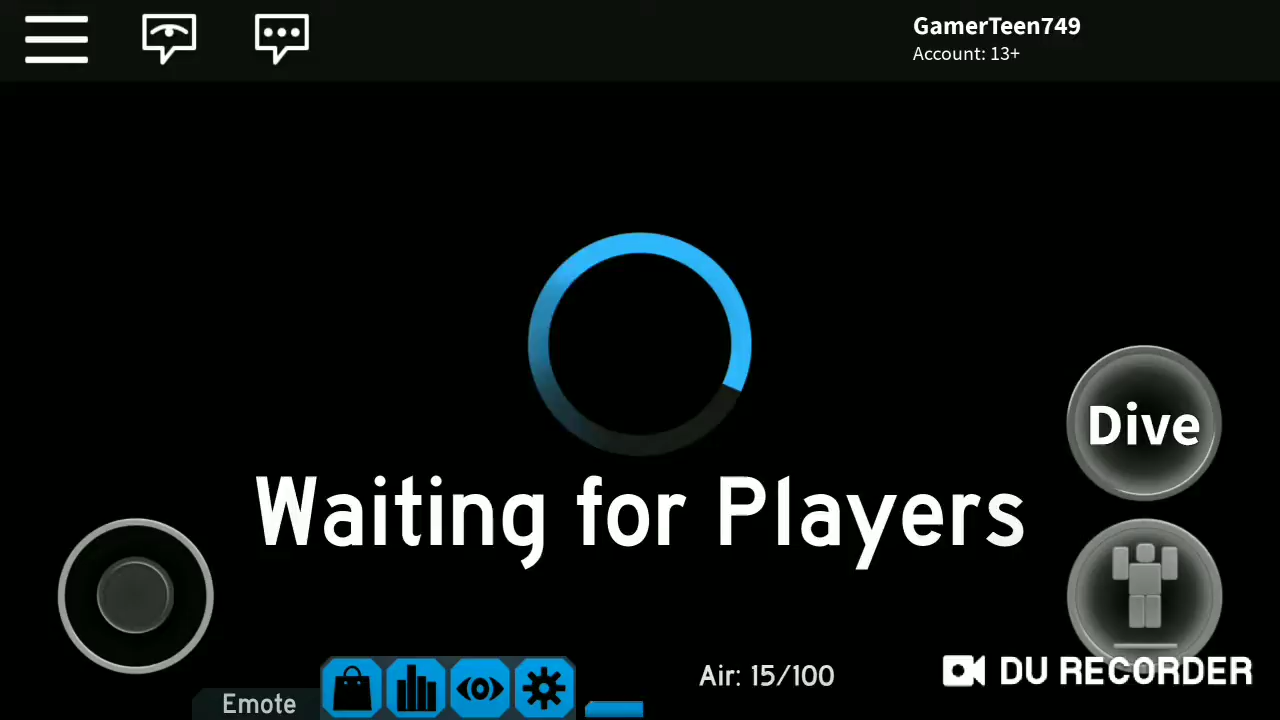 GamerTeen749
Account: 13+
Dive
Waiting for Players
Air: 15/100
DU RECORDER
Emote